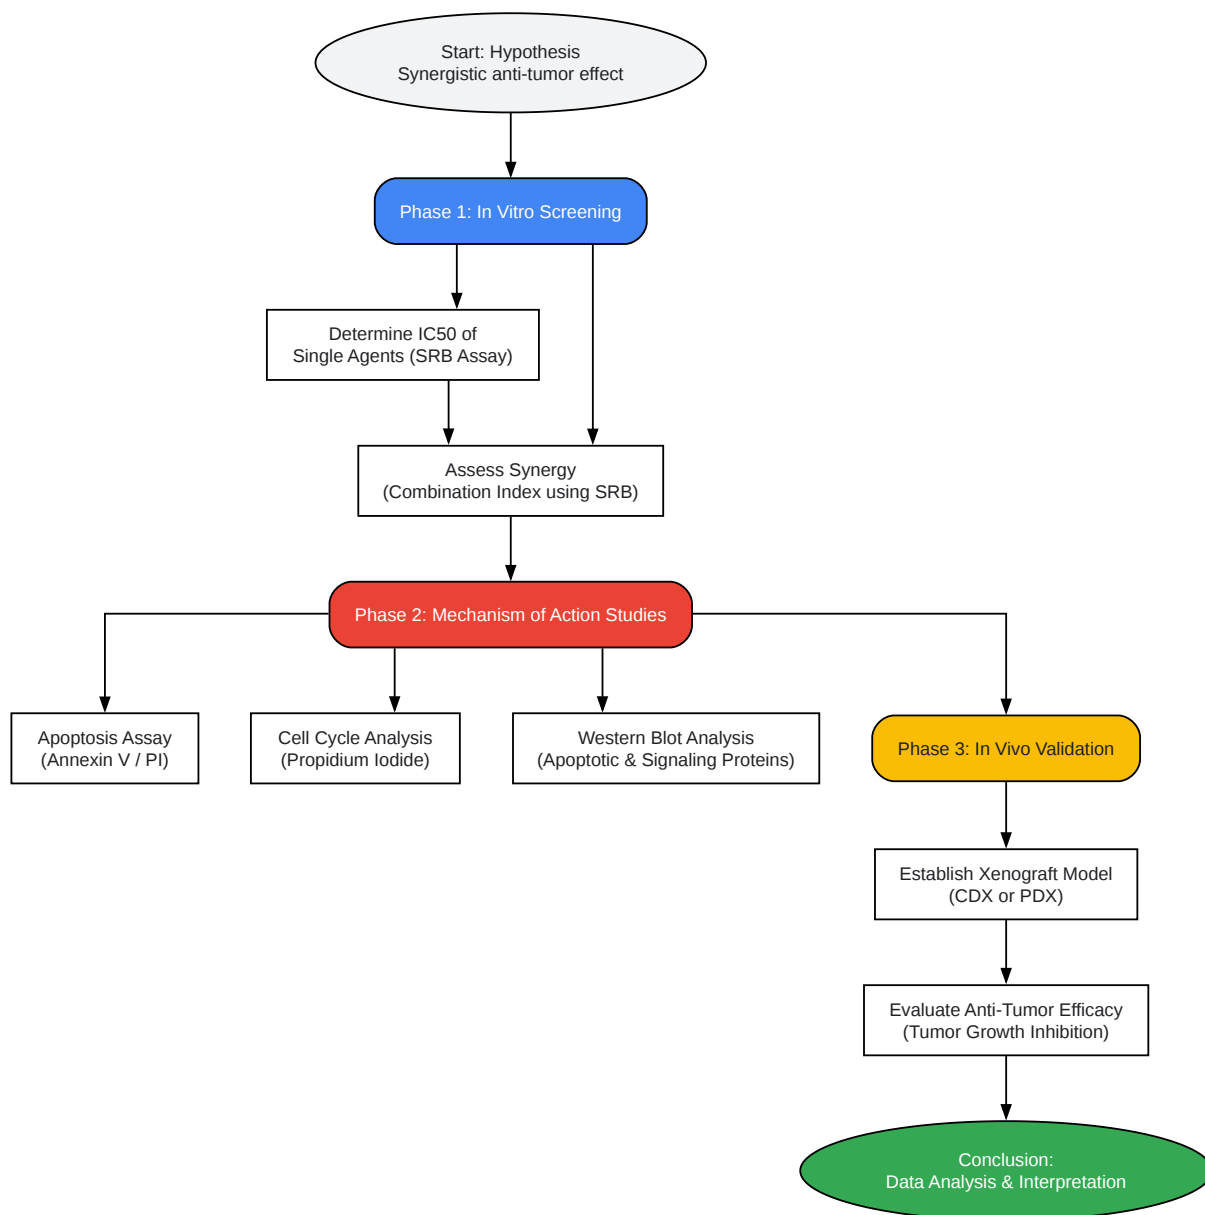 Start: Hypothesis
Synergistic anti-tumor effect
Phase 1: In Vitro Screening
Determine IC50 of
Single Agents (SRB Assay)
Assess Synergy
(Combination Index using SRB)
Phase 2: Mechanism of Action Studies
Apoptosis Assay
(Annexin V / PI)
Cell Cycle Analysis
(Propidium Iodide)
Western Blot Analysis
(Apoptotic & Signaling Proteins)
Phase 3: In Vivo Validation
Establish Xenograft Model
(CDX or PDX)
Evaluate Anti-Tumor Efficacy
(Tumor Growth Inhibition)
Conclusion:
Data Analysis & Interpretation